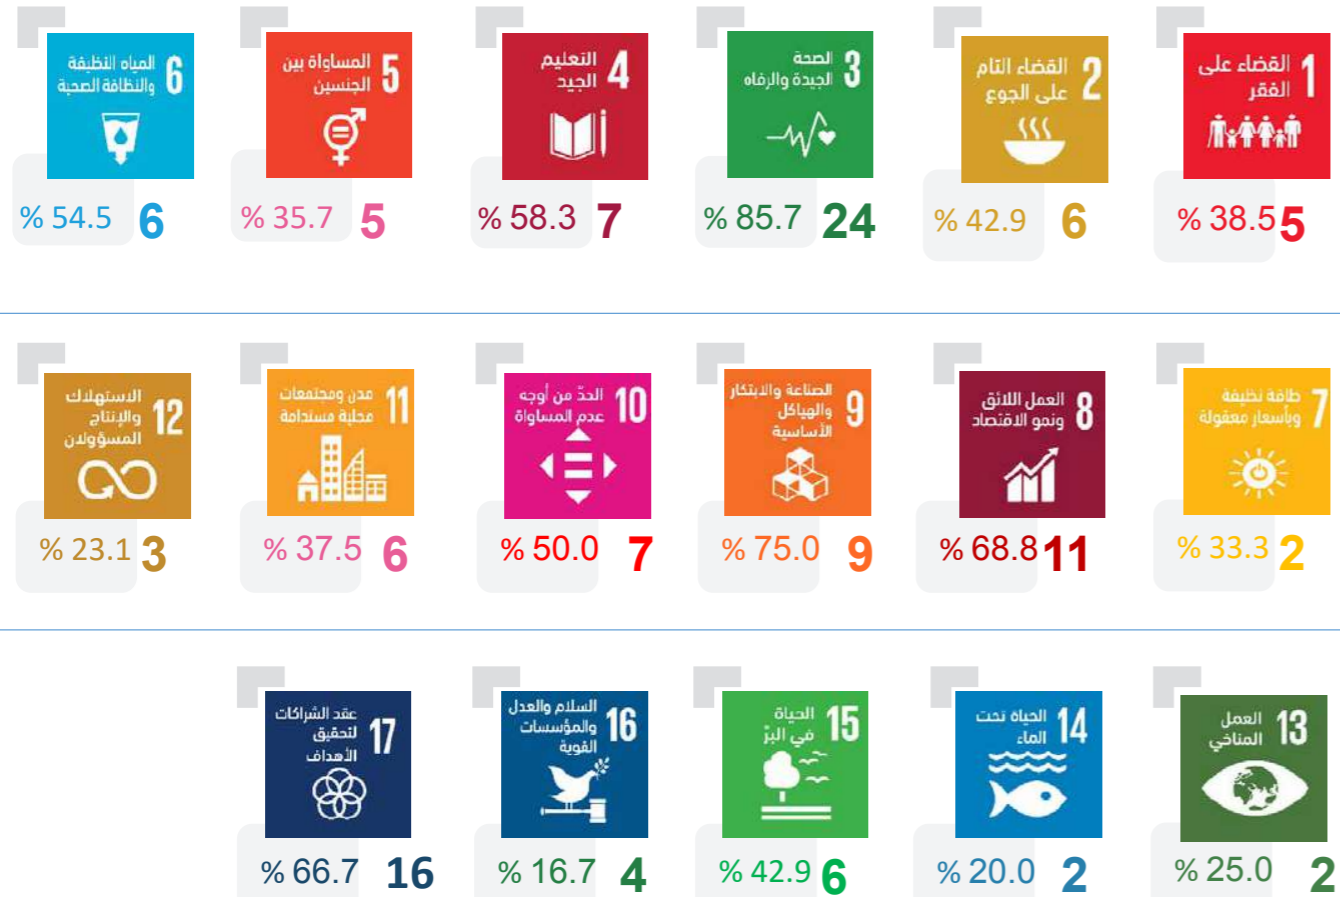 1 القضاء على
الفقر
% 38.5 5
2 القضاء التام
على الجوع
% 42.9 6
3 الصحة
الجيدة والرفاه
% 85.7 24
4 التعليم
الجيد
% 58.3 7
5 المساواة بين
الجنسين
% 35.7 5
6 المياه النظيفة
والنظافة الصحية
% 54.5 6
7 طاقة نظيفة
وبأسعار معقولة
% 33.3 2
8 العمل اللائق
ونمو الاقتصاد
% 68.8 11
9 الصناعة والابتكار
والهياكل
الأساسية
% 75.0 9
10 الحدّ من أوجه
عدم المساواة
% 50.0 7
11 مدن ومجتمعات
محلية مستدامة
% 37.5 6
12 الاستهلاك
والإنتاج
المسؤولان
% 23.1 3
13 العمل
المناخي
% 25.0 2
14 الحياة تحت
الماء
% 20.0 2
15 الحياة
في البرّ
% 42.9 6
16 السلام والعدل
والمؤسسات
القوية
% 16.7 4
17 عقد الشراكات
لتحقيق
الأهداف
% 66.7 16